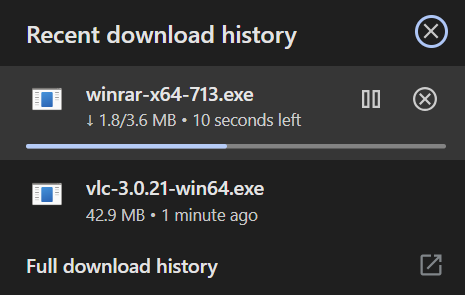 Recent download history
winrar-x64-713.exe
↓ 1.8/3.6 MB • 10 seconds left
vlc-3.0.21-win64.exe
42.9 MB • 1 minute ago
Full download history